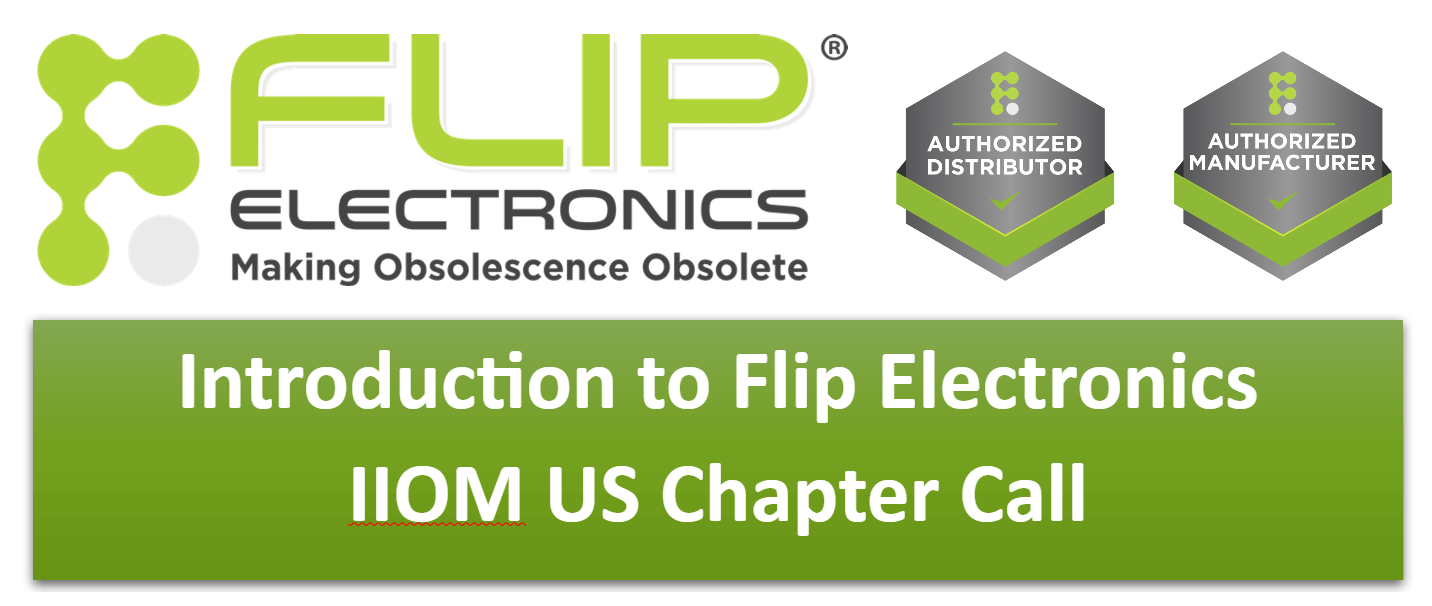 FLIP®
ELECTRONICS
Making Obsolescence Obsolete
AUTHORIZED
DISTRIBUTOR
AUTHORIZED
MANUFACTURER
Introduction to Flip Electronics
IIOM US Chapter Call